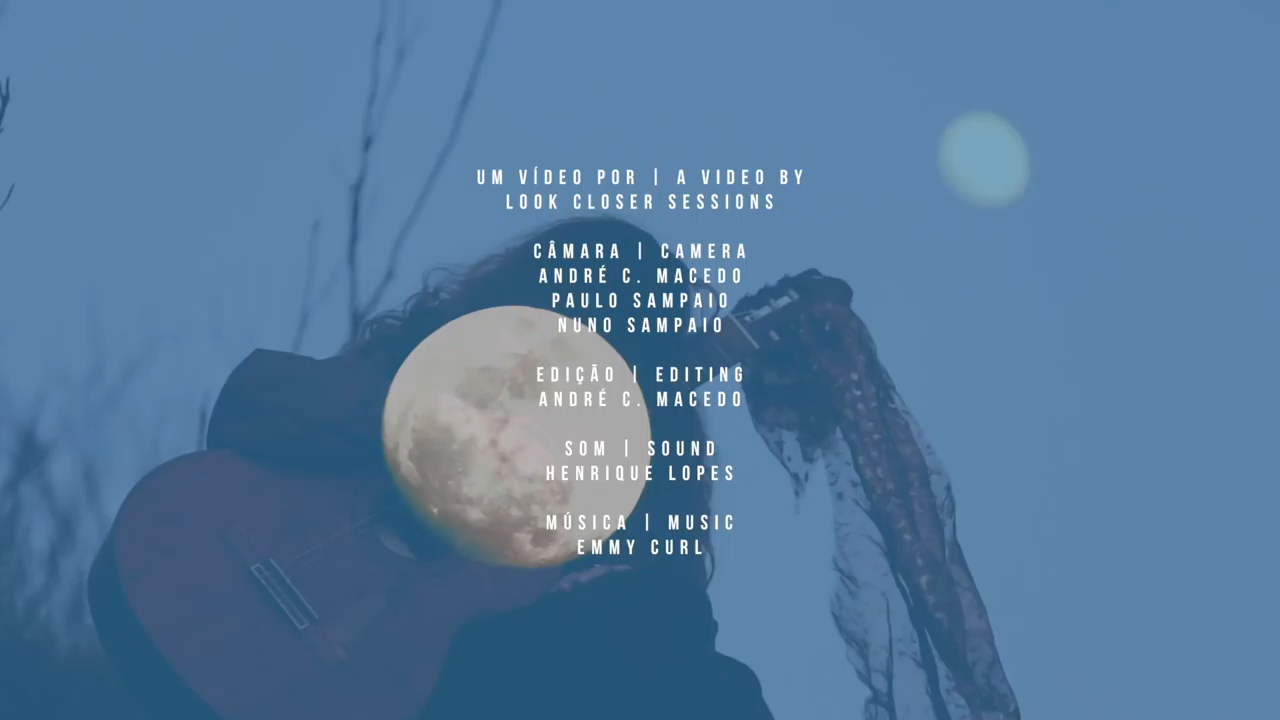 UM VÍDEO POR | A VIDEO BY
LOOK CLOSER SESSIONS
CÂMARA | CAMERA
ANDRÉ C. MACEDO
PAULO SAMPAIO
NUNO SAMPAIO
EDIÇÃO | EDITING
ANDRÉ C. MACEDO
SOM | SOUND
HENRIQUE LOPES
MÚSICA | MUSIC
EMMY CURL